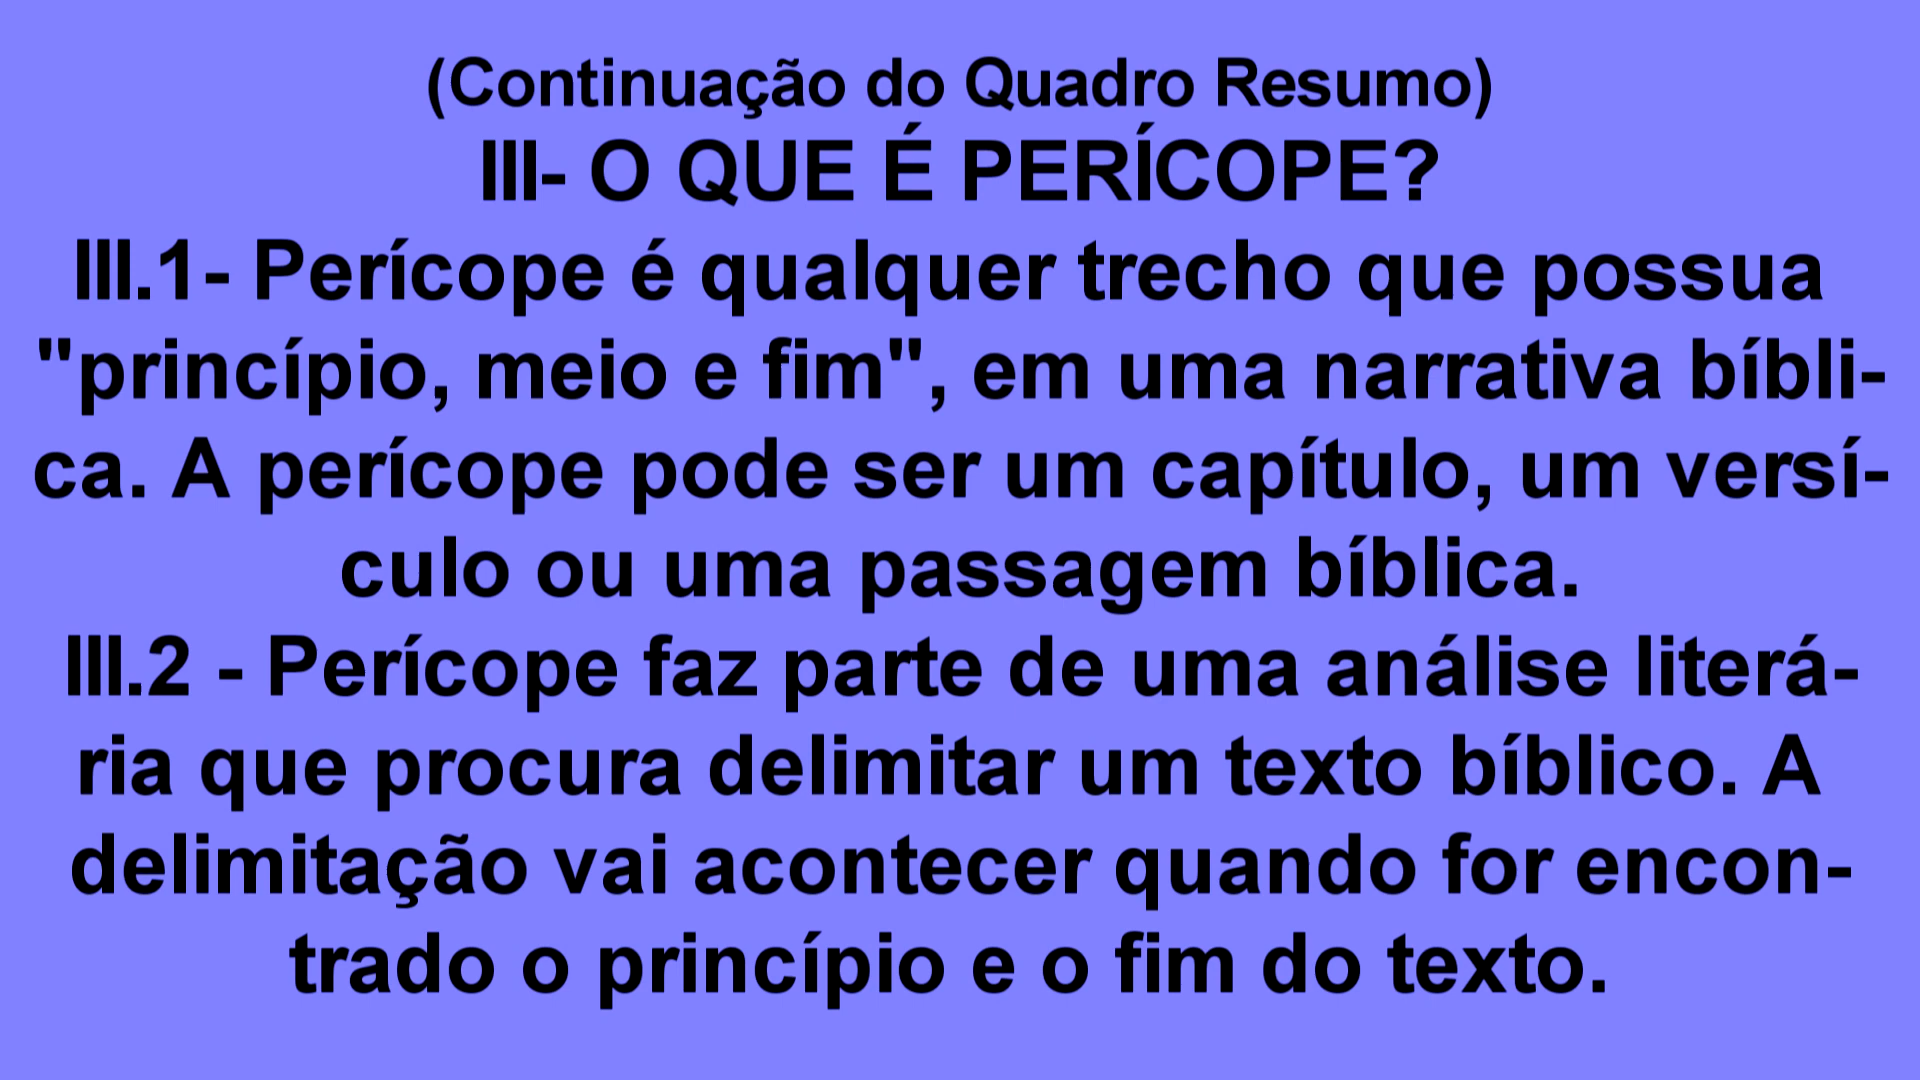 (Continuação do Quadro Resumo)
III- O QUE É PERÍCOPE?
III.1- Perícope é qualquer trecho que possua
"princípio, meio e fim", em uma narrativa bíbli-
ca. A perícope pode ser um capítulo, um versí-
culo ou uma passagem bíblica.
III.2 - Perícope faz parte de uma análise literá-
ria que procura delimitar um texto bíblico. A
delimitação vai acontecer quando for encon-
trado o princípio e o fim do texto.